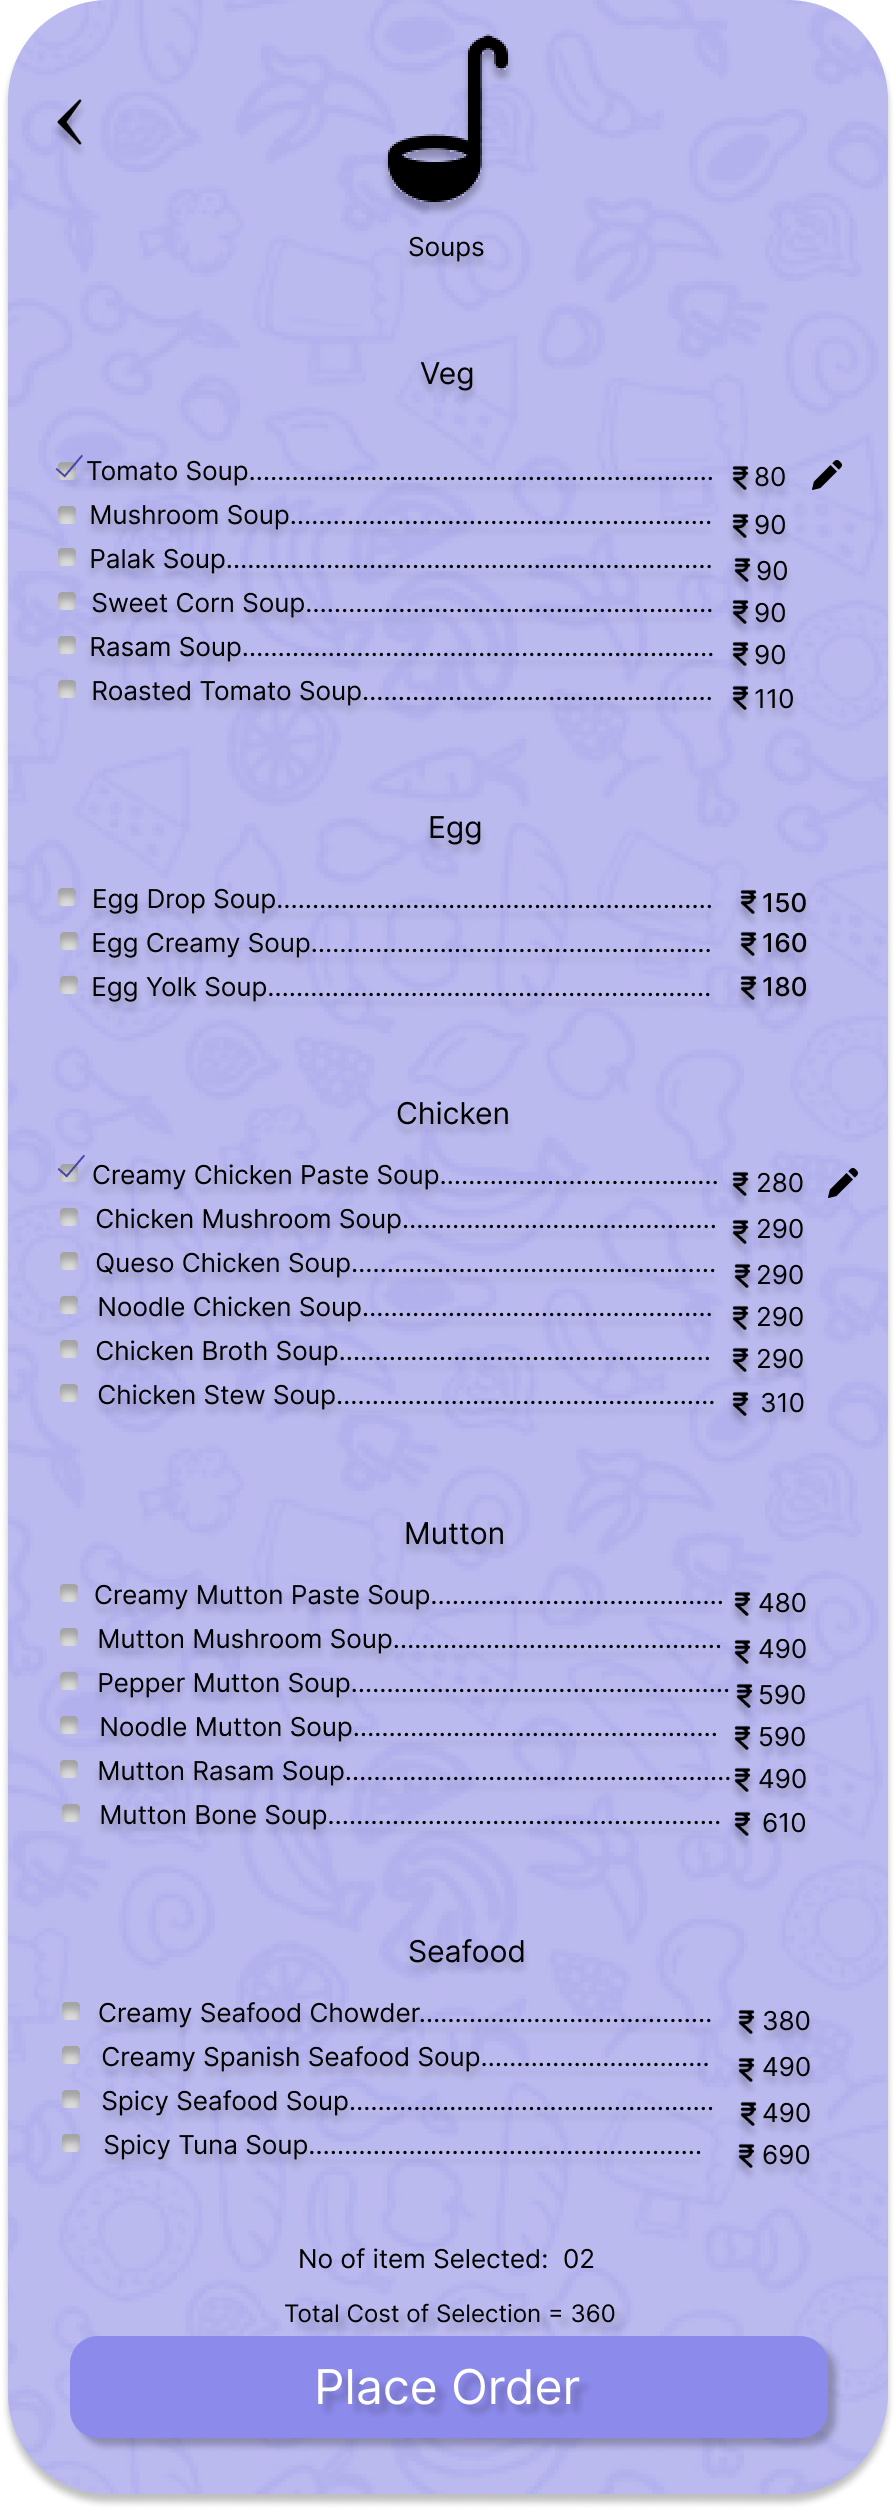 Soups
Veg
Tomato Soup................................................................ ₹ 80
Mushroom Soup.......................................................... ₹ 90
Palak Soup................................................................... ₹ 90
Sweet Corn Soup........................................................ ₹ 90
Rasam Soup................................................................. ₹ 90
Roasted Tomato Soup................................................ ₹ 110
Egg
Egg Drop Soup............................................................ ₹ 150
Egg Creamy Soup....................................................... ₹ 160
Egg Yolk Soup............................................................. ₹ 180
Chicken
Creamy Chicken Paste Soup...................................... ₹ 280
Chicken Mushroom Soup........................................... ₹ 290
Queso Chicken Soup.................................................. ₹ 290
Noodle Chicken Soup................................................ ₹ 290
Chicken Broth Soup................................................... ₹ 290
Chicken Stew Soup.................................................... ₹ 310
Mutton
Creamy Mutton Paste Soup........................................ ₹ 480
Mutton Mushroom Soup............................................. ₹ 490
Pepper Mutton Soup.................................................... ₹ 590
Noodle Mutton Soup.................................................. ₹ 590
Mutton Rasam Soup..................................................... ₹ 490
Mutton Bone Soup...................................................... ₹ 610
Seafood
Creamy Seafood Chowder........................................ ₹ 380
Creamy Spanish Seafood Soup............................... ₹ 490
Spicy Seafood Soup.................................................. ₹ 490
Spicy Tuna Soup...................................................... ₹ 690
No of item Selected: 02
Total Cost of Selection = 360
Place Order